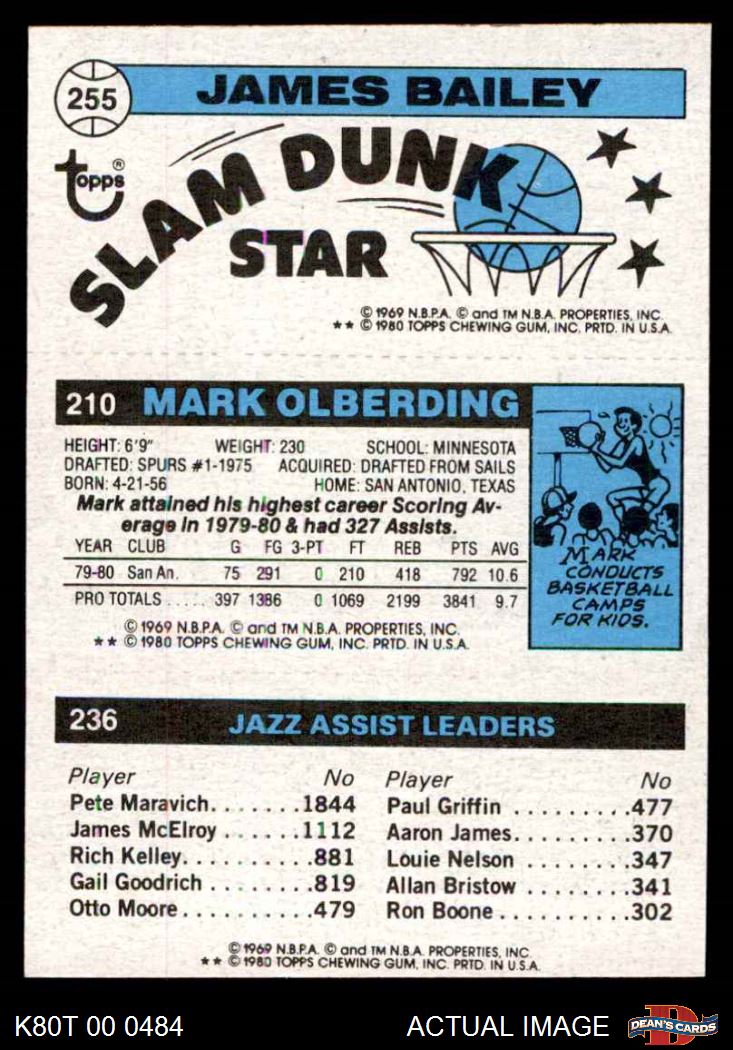 255 JAMES BAILEY
topps®
SLAM DUNK
STAR
© 1969 N.B.P.A. © and TM N.B.A. PROPERTIES, INC.
★★ © 1980 TOPPS CHEWING GUM, INC. PRTD. IN U.S.A.
210 MARK OLBERDING
HEIGHT: 6'9" WEIGHT: 230 SCHOOL: MINNESOTA
DRAFTED: SPURS #1-1975 ACQUIRED: DRAFTED FROM SAILS
BORN: 4-21-56 HOME: SAN ANTONIO, TEXAS
Mark attained his highest career Scoring Av-
erage in 1979-80 & had 327 Assists.
YEAR CLUB G FG 3-PT FT REB PTS AVG
79-80 San An. 75 291 0 210 418 792 10.6
PRO TOTALS ..... 397 1386 0 1069 2199 3841 9.7
© 1969 N.B.P.A. © and TM N.B.A. PROPERTIES, INC.
★★ © 1980 TOPPS CHEWING GUM, INC. PRTD. IN U.S.A.
MARK
CONDUCTS
BASKETBALL
CAMPS
FOR KIDS.
236 JAZZ ASSIST LEADERS
Player No Player No
Pete Maravich.......1844 Paul Griffin .........477
James McElroy ......1112 Aaron James.........370
Rich Kelley..........881 Louie Nelson ........347
Gail Goodrich ........819 Allan Bristow ........341
Otto Moore..........479 Ron Boone..........302
© 1969 N.B.P.A. © and TM N.B.A. PROPERTIES, INC.
★★ © 1980 TOPPS CHEWING GUM, INC. PRTD. IN U.S.A.
K80T 00 0484 ACTUAL IMAGE D DEAN'S CARDS